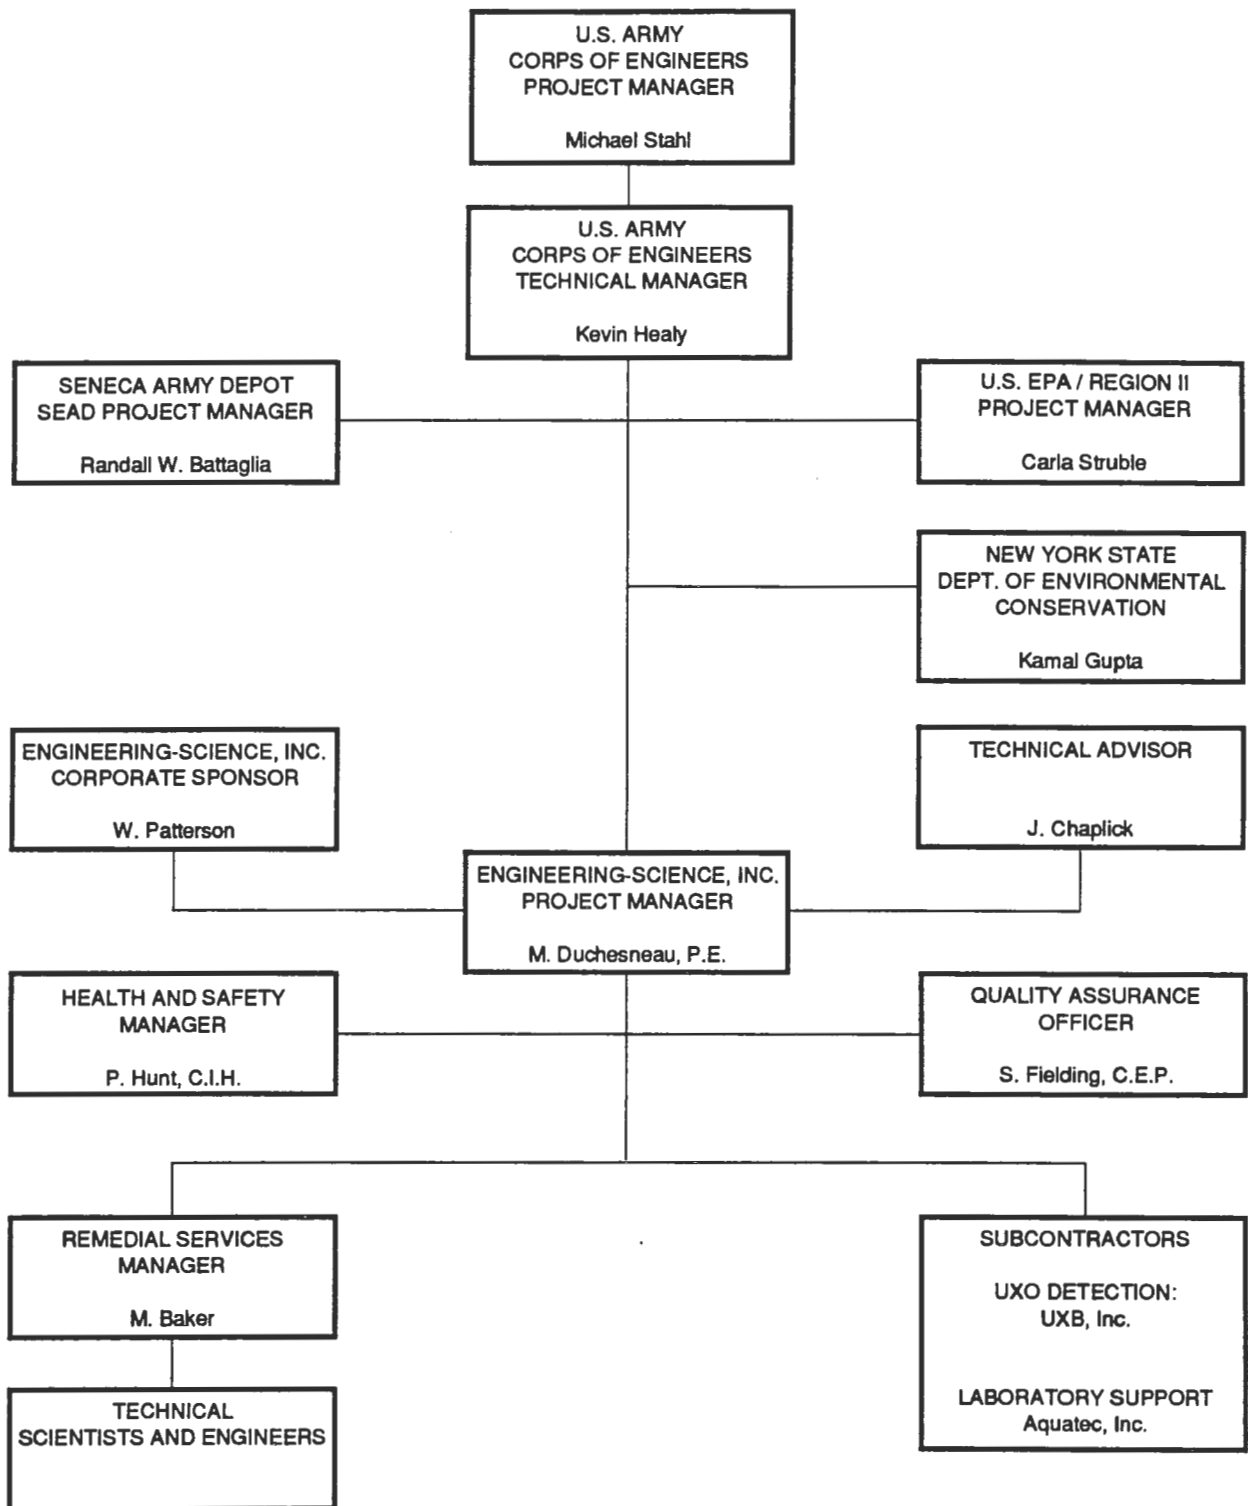 U.S. ARMY
CORPS OF ENGINEERS
PROJECT MANAGER
Michael Stahl
U.S. ARMY
CORPS OF ENGINEERS
TECHNICAL MANAGER
Kevin Healy
SENECA ARMY DEPOT
SEAD PROJECT MANAGER
Randall W. Battaglia
U.S. EPA / REGION II
PROJECT MANAGER
Carla Struble
NEW YORK STATE
DEPT. OF ENVIRONMENTAL
CONSERVATION
Kamal Gupta
ENGINEERING-SCIENCE, INC.
CORPORATE SPONSOR
W. Patterson
TECHNICAL ADVISOR
J. Chaplick
ENGINEERING-SCIENCE, INC.
PROJECT MANAGER
M. Duchesneau, P.E.
HEALTH AND SAFETY
MANAGER
P. Hunt, C.I.H.
QUALITY ASSURANCE
OFFICER
S. Fielding, C.E.P.
REMEDIAL SERVICES
MANAGER
M. Baker
SUBCONTRACTORS
UXO DETECTION:
UXB, Inc.
LABORATORY SUPPORT
Aquatec, Inc.
TECHNICAL
SCIENTISTS AND ENGINEERS